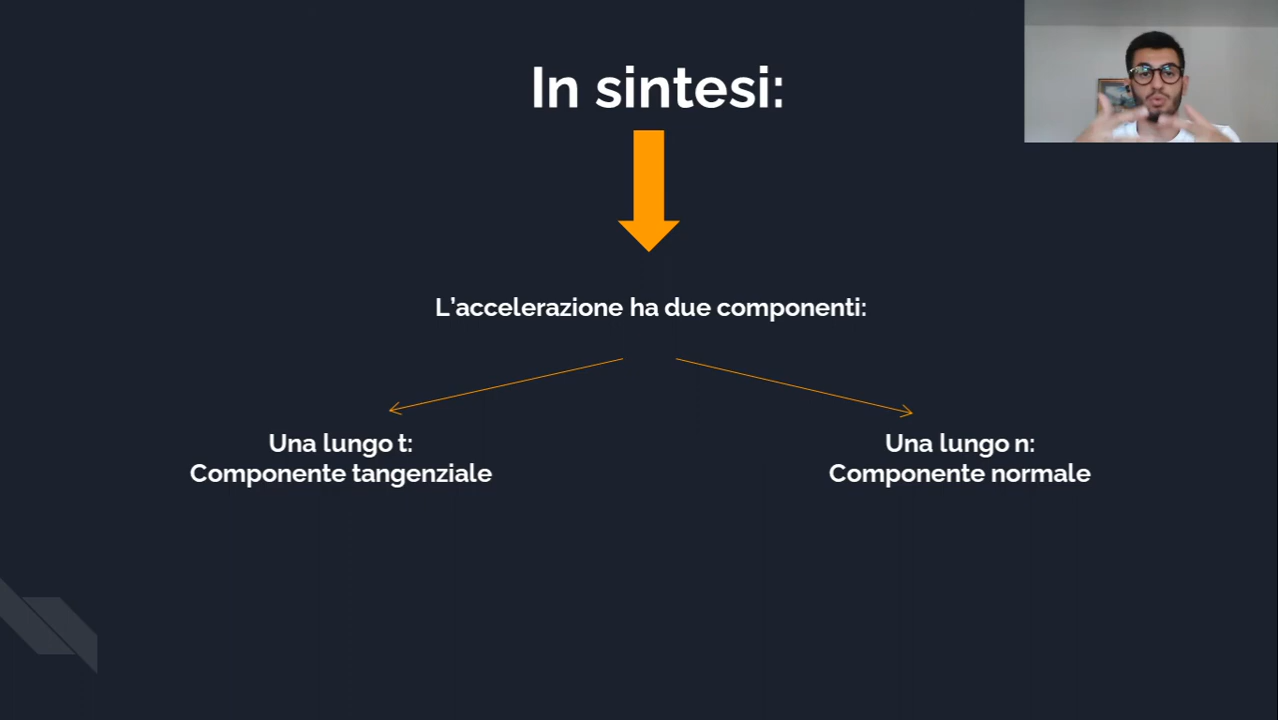 In sintesi:
L’accelerazione ha due componenti:
Una lungo t:
Componente tangenziale
Una lungo n:
Componente normale